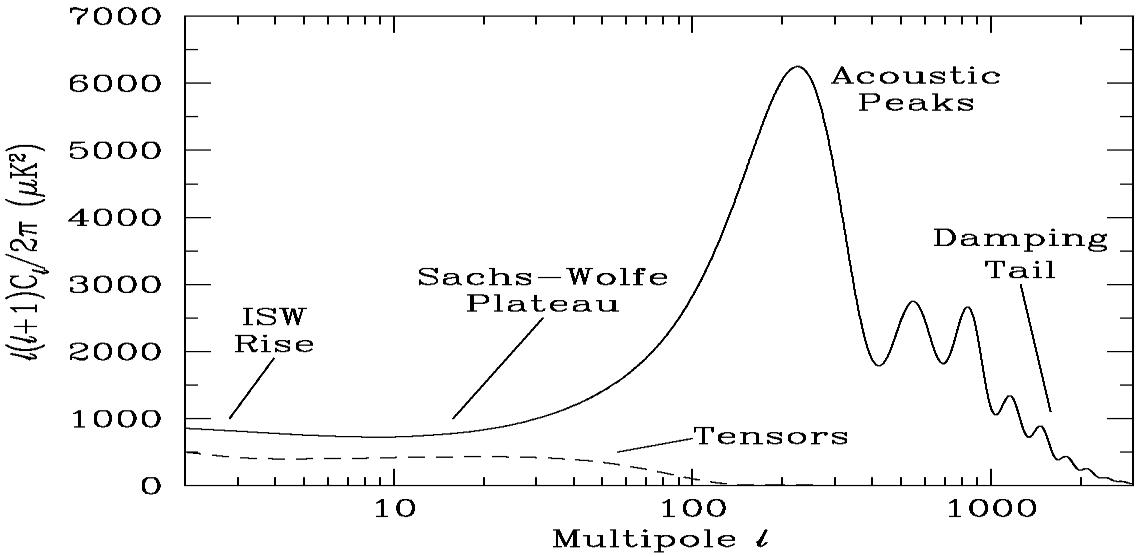 7000
6000
5000
4000
3000
2000
1000
0
ℓ(ℓ+1)Cℓ/2π (μK²)
Acoustic
Peaks
Damping
Tail
Sachs−Wolfe
Plateau
ISW
Rise
Tensors
10
100
1000
Multipole ℓ